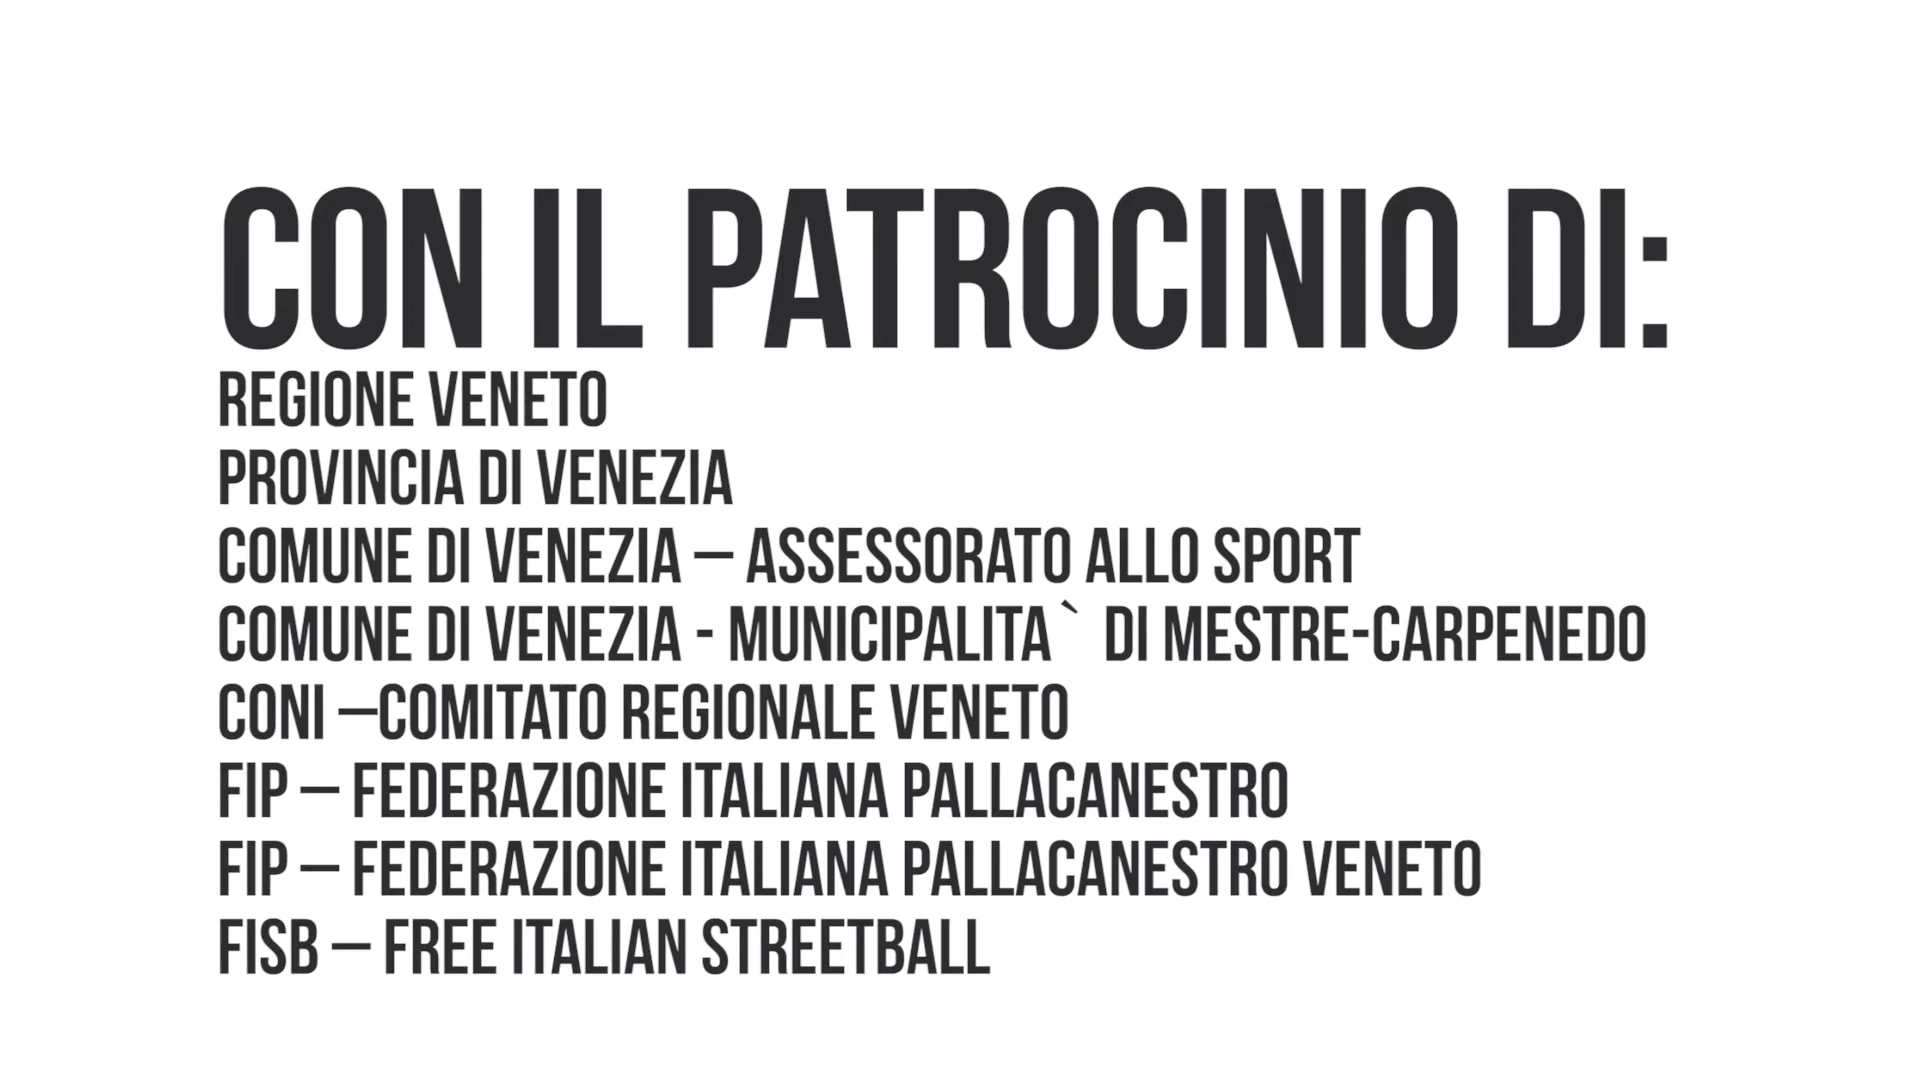 CON IL PATROCINIO DI:
REGIONE VENETO
PROVINCIA DI VENEZIA
COMUNE DI VENEZIA – ASSESSORATO ALLO SPORT
COMUNE DI VENEZIA - MUNICIPALITA` DI MESTRE-CARPENEDO
CONI –COMITATO REGIONALE VENETO
FIP – FEDERAZIONE ITALIANA PALLACANESTRO
FIP – FEDERAZIONE ITALIANA PALLACANESTRO VENETO
FISB – FREE ITALIAN STREETBALL